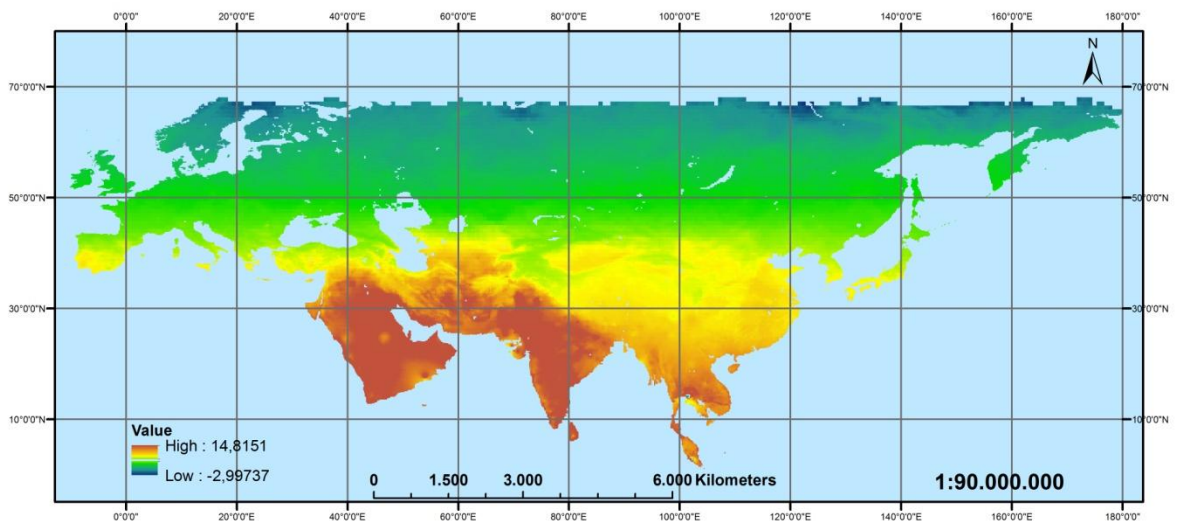 0°0'0" 20°0'0"E 40°0'0"E 60°0'0"E 80°0'0"E 100°0'0"E 120°0'0"E 140°0'0"E 160°0'0"E 180°0'0"
N
70°0'0"N 70°0'0"N
50°0'0"N 50°0'0"N
30°0'0"N 30°0'0"N
10°0'0"N 10°0'0"N
Value
High : 14,8151
Low : -2,99737
0 1.500 3.000 6.000 Kilometers
1:90.000.000
0°0'0" 20°0'0"E 40°0'0"E 60°0'0"E 80°0'0"E 100°0'0"E 120°0'0"E 140°0'0"E 160°0'0"E 180°0'0"